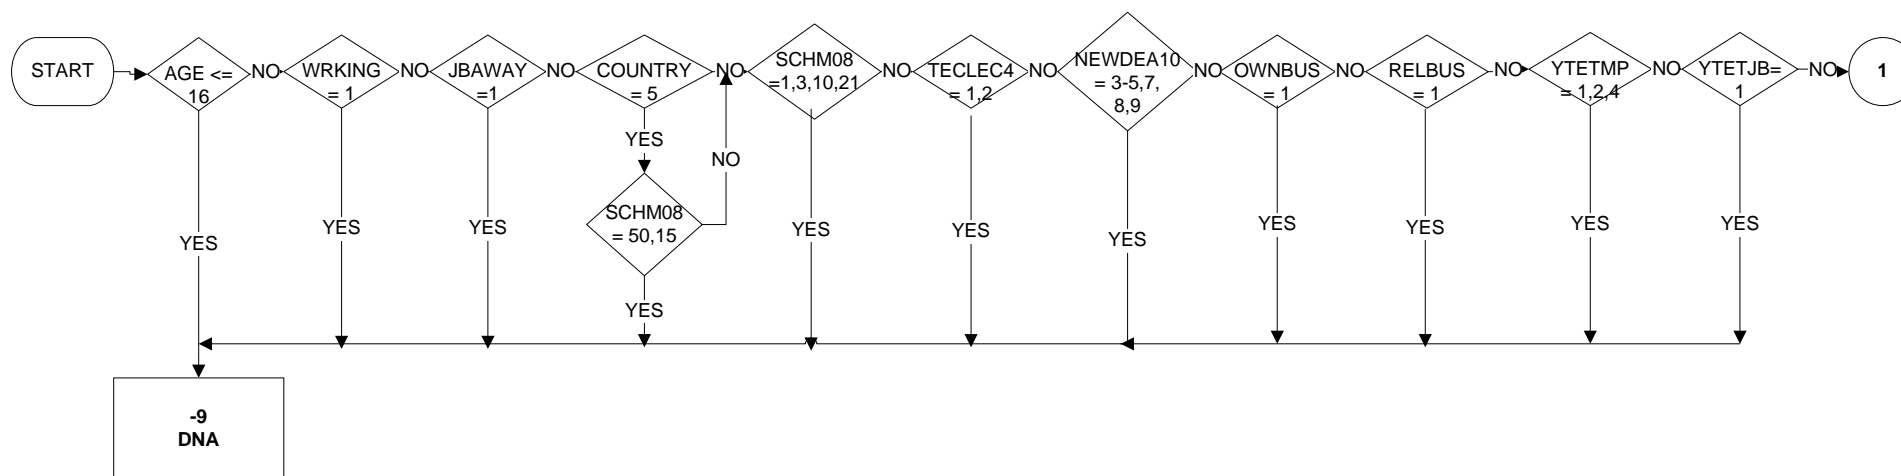 START
AGE <=
16
NO
WRKING
= 1
NO
JBAWAY
=1
NO
COUNTRY
= 5
NO
SCHM08
=1,3,10,21
NO
TECLEC4
= 1,2
NO
NEWDEA10
= 3-5,7,
8,9
NO
OWNBUS
= 1
NO
RELBUS
= 1
NO
YTETMP
= 1,2,4
NO
YTETJB=
1
NO
1
YES
NO
SCHM08
= 50,15
YES
YES
YES
YES
YES
YES
YES
YES
YES
YES
YES
-9
DNA